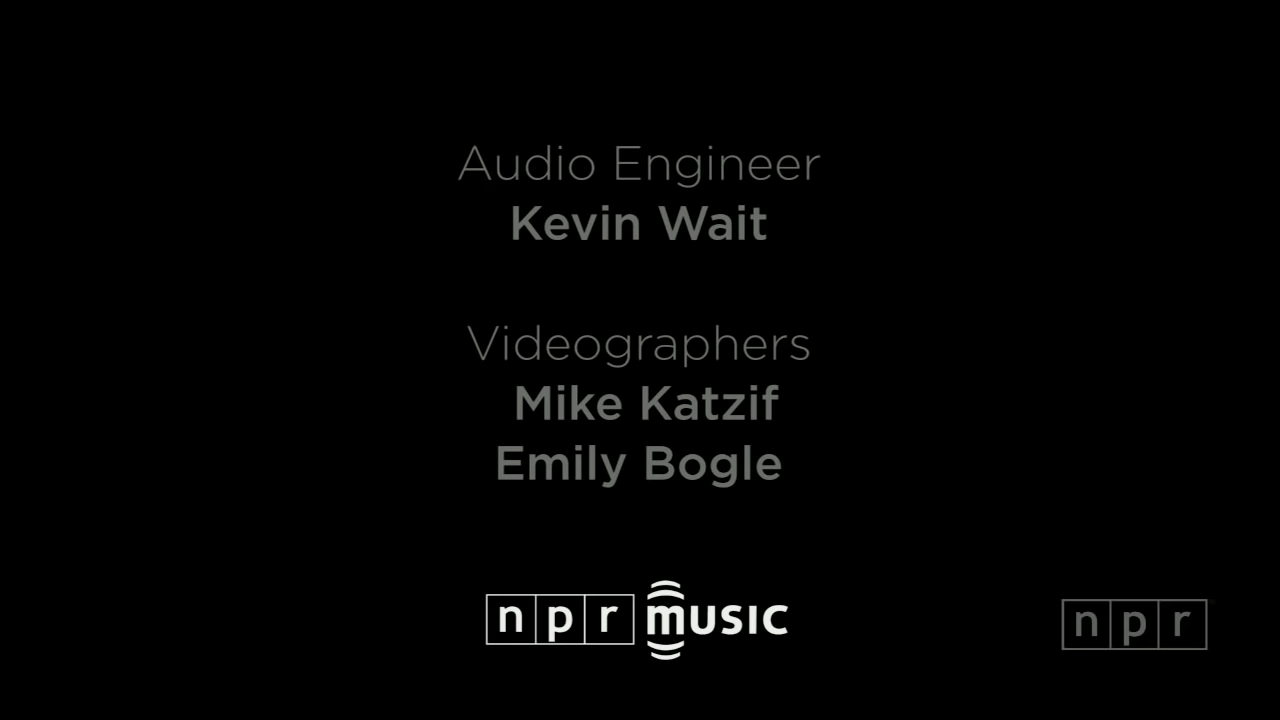 Audio Engineer
Kevin Wait
Videographers
Mike Katzif
Emily Bogle
npr music
npr